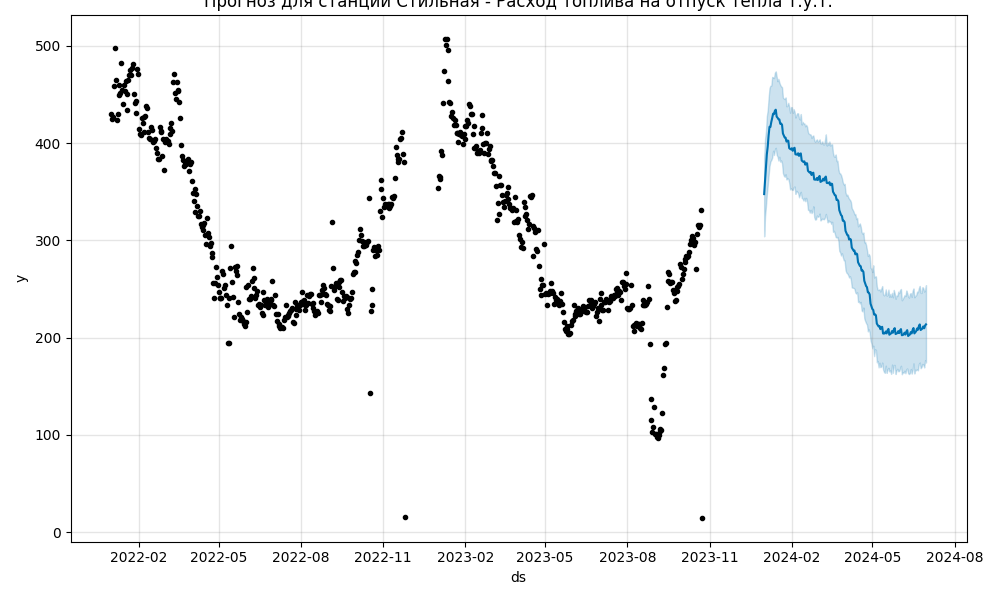 Прогноз для станции Стильная - Расход топлива на отпуск тепла т.у.т.
500
400
300
200
100
0
y
2022-02 2022-05 2022-08 2022-11 2023-02 2023-05 2023-08 2023-11 2024-02 2024-05 2024-08
ds